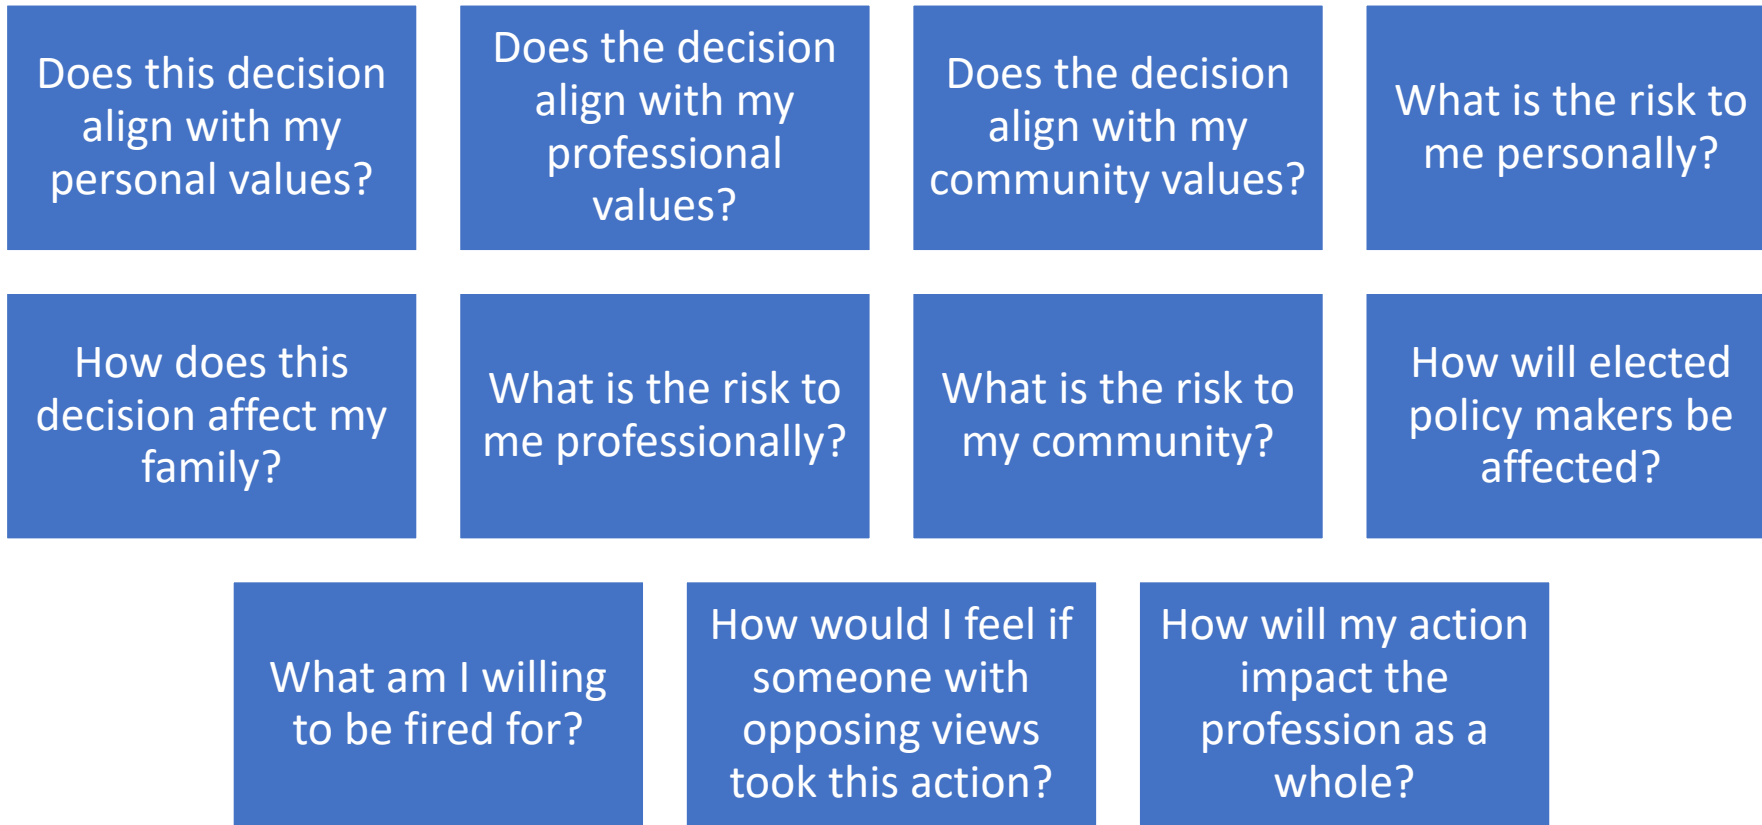 Does this decision
align with my
personal values?
Does the decision
align with my
professional
values?
Does the decision
align with my
community values?
What is the risk to
me personally?
How does this
decision affect my
family?
What is the risk to
me professionally?
What is the risk to
my community?
How will elected
policy makers be
affected?
What am I willing
to be fired for?
How would I feel if
someone with
opposing views
took this action?
How will my action
impact the
profession as a
whole?